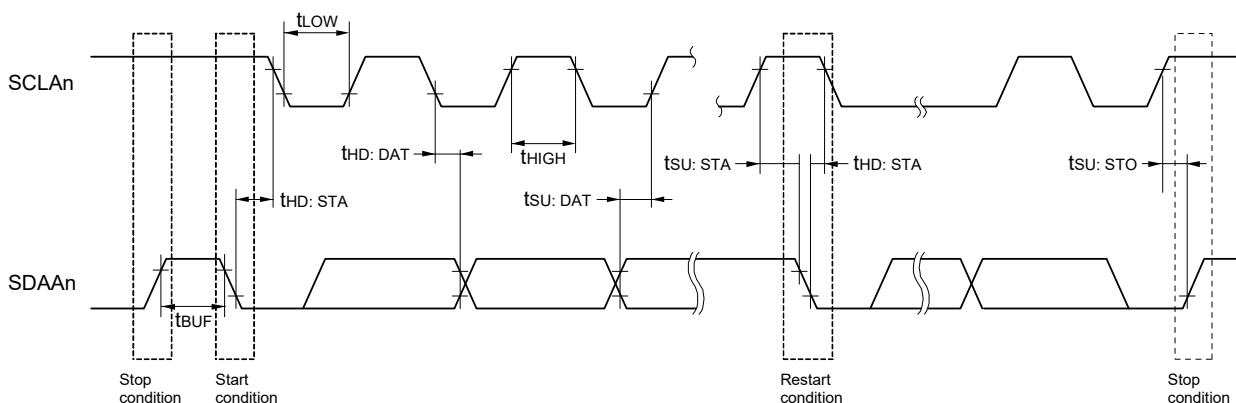 tLOW
SCLAn
tHD: DAT
tHIGH
tSU: STA
tHD: STA
tSU: STO
tHD: STA
tSU: DAT
SDAAn
tBUF
Stop
condition
Start
condition
Restart
condition
Stop
condition